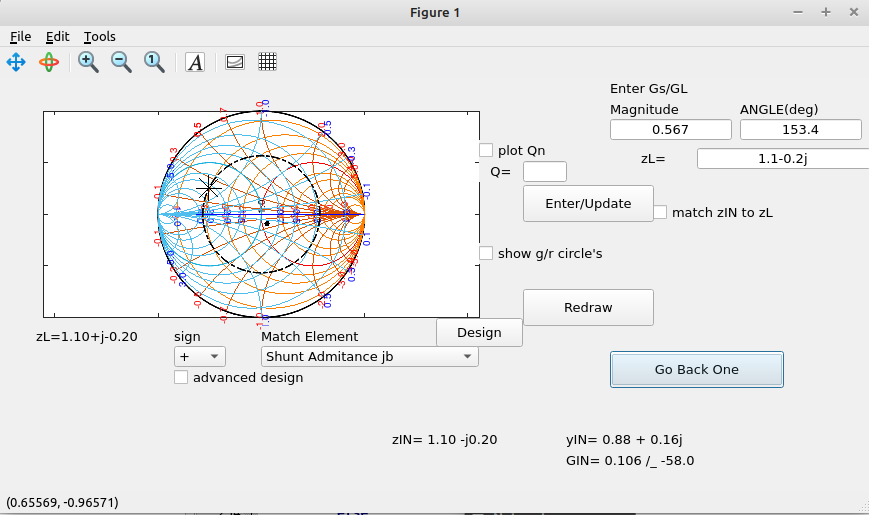 Figure 1
File Edit Tools
Enter Gs/GL
Magnitude ANGLE(deg)
0.567 153.4
plot Qn zL= 1.1-0.2j
Q=
Enter/Update match zIN to zL
show g/r circle's
Redraw
zL=1.10+j-0.20 sign Match Element Design
+ Shunt Admitance jb
advanced design
Go Back One
zIN= 1.10 -j0.20 yIN= 0.88 + 0.16j
GIN= 0.106 /_ -58.0
(0.65569, -0.96571)